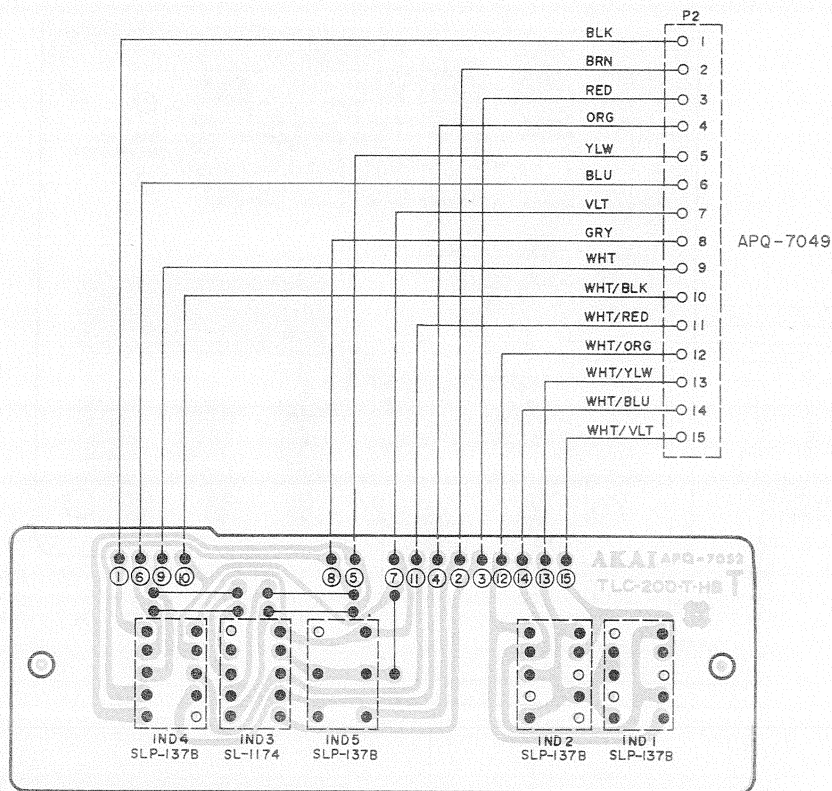 P2
BLK 1
BRN 2
RED 3
ORG 4
YLW 5
BLU 6
VLT 7
GRY 8
APQ-7049
WHT 9
WHT/BLK 10
WHT/RED 11
WHT/ORG 12
WHT/YLW 13
WHT/BLU 14
WHT/VLT 15
AKAI APQ-7052
1 6 9 10 8 5 7 11 4 2 3 12 14 13 15
TLC-200-T-HB T
IND4 IND3 IND5 IND2 IND1
SLP-137B SL-1174 SLP-137B SLP-137B SLP-137B